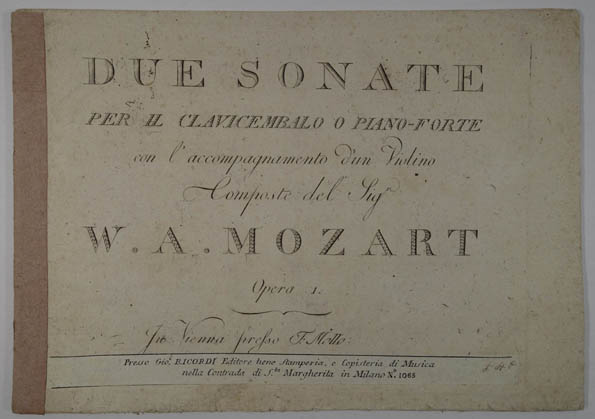 DUE SONATE
PER IL CLAVICEMBALO O PIANO-FORTE
con l'accompagnamento d'un Violino
Composte del Sig.r
W. A. MOZART
Opera 1.
In Vienna presso T. Mollo.
Presso Gio. RICORDI Editore tiene Stamperia, e Copisteria di Musica
nella Contrada di S.ta Margherita in Milano N.o 1065